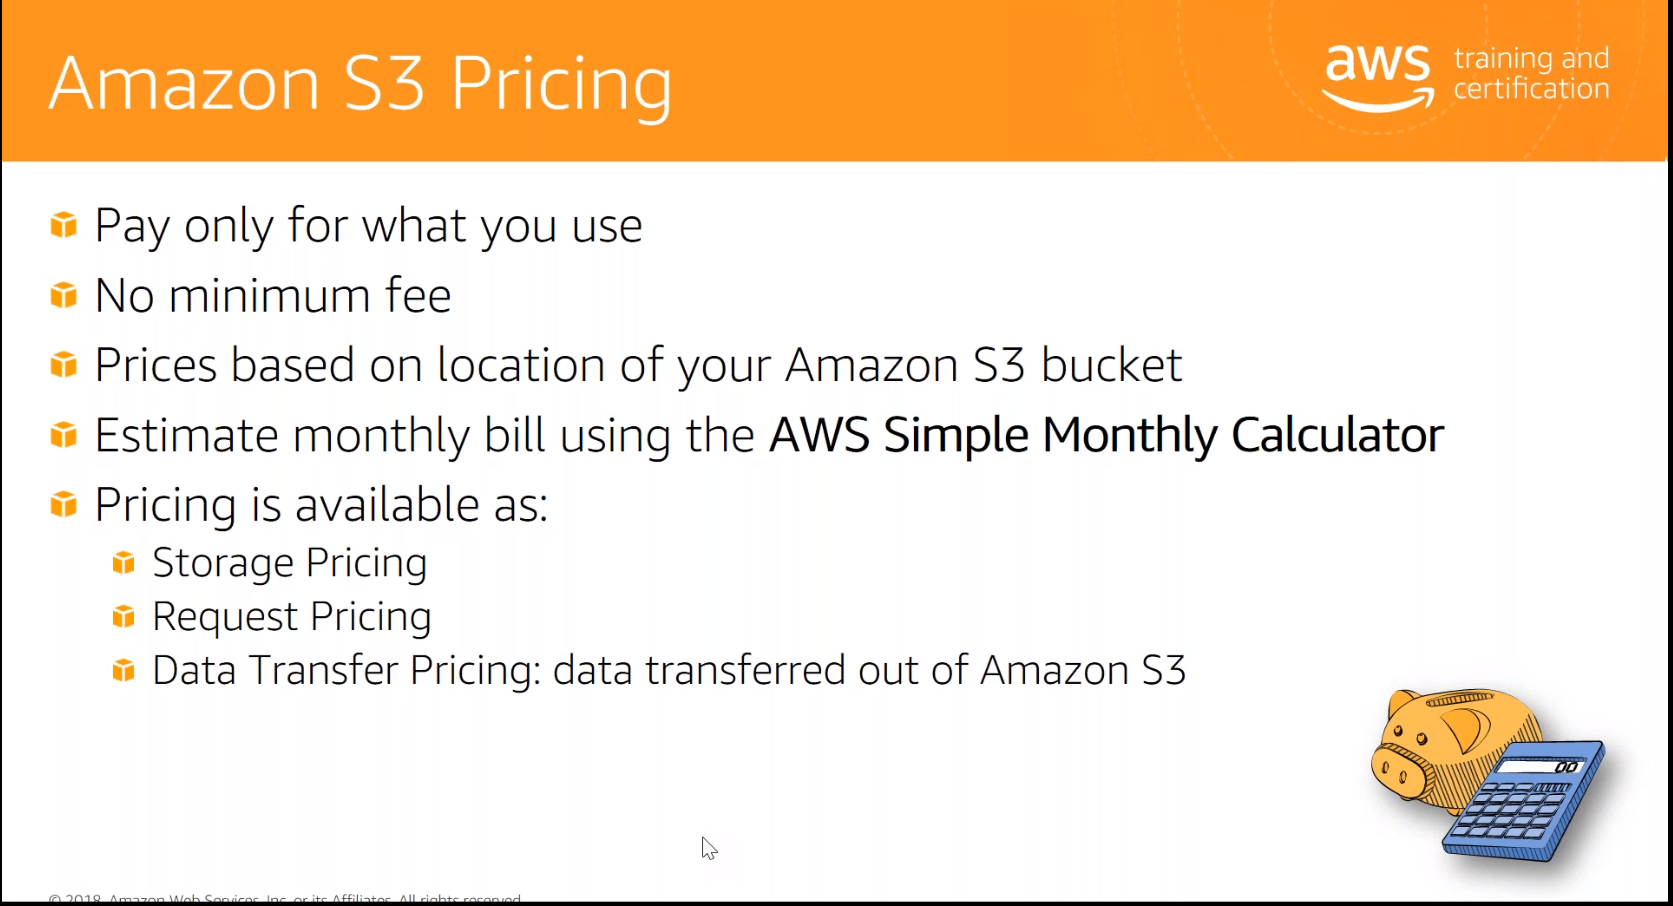 Amazon S3 Pricing
aws training and
certification
Pay only for what you use
No minimum fee
Prices based on location of your Amazon S3 bucket
Estimate monthly bill using the AWS Simple Monthly Calculator
Pricing is available as:
Storage Pricing
Request Pricing
Data Transfer Pricing: data transferred out of Amazon S3
00
© 2018, Amazon Web Services, Inc. or its Affiliates. All rights reserved.